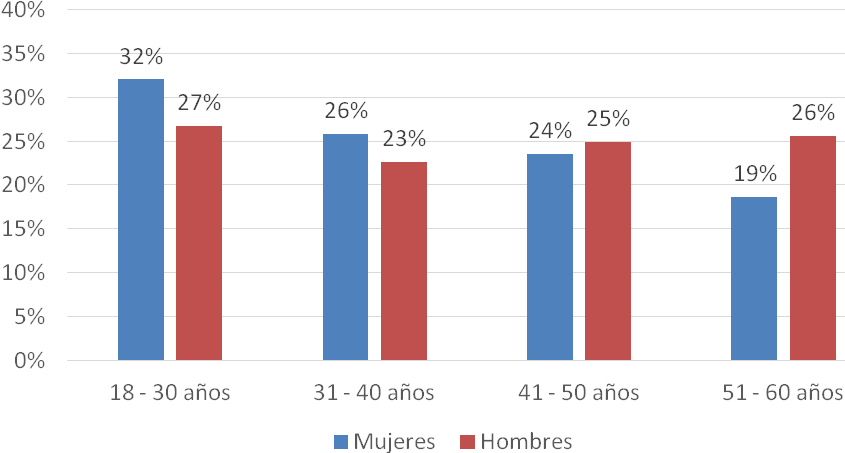 40%
35%
30%
25%
20%
15%
10%
5%
0%
32%
27%
26%
23%
24%
25%
19%
26%
18 - 30 años
31 - 40 años
41 - 50 años
51 - 60 años
Mujeres
Hombres